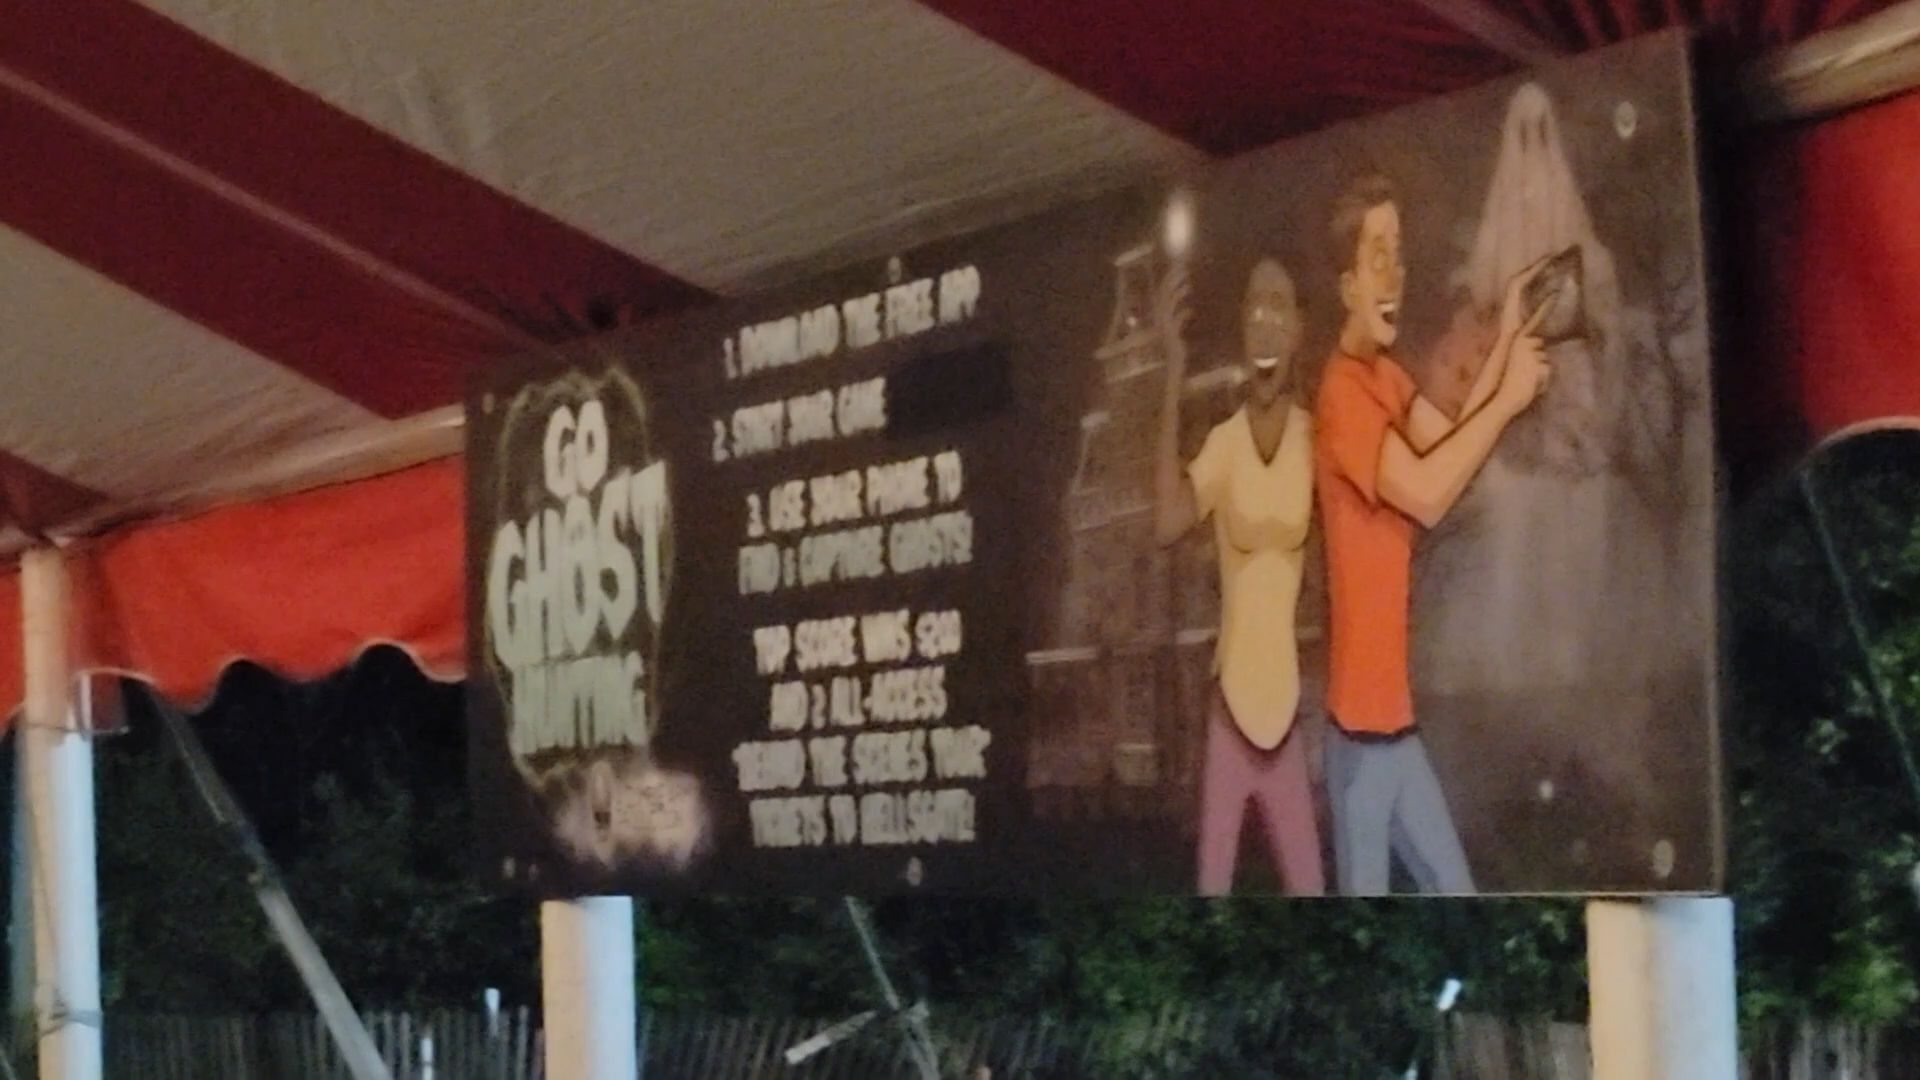 GO
GHOST
HUNTING
1. DOWNLOAD THE FREE APP
2. START YOUR GAME
3. USE YOUR PHONE TO
FIND & CAPTURE GHOSTS!
TOP SCORE WINS $200
AND 2 ALL-ACCESS
"BEHIND THE SCENES TOUR"
TICKETS TO HELLSGATE!